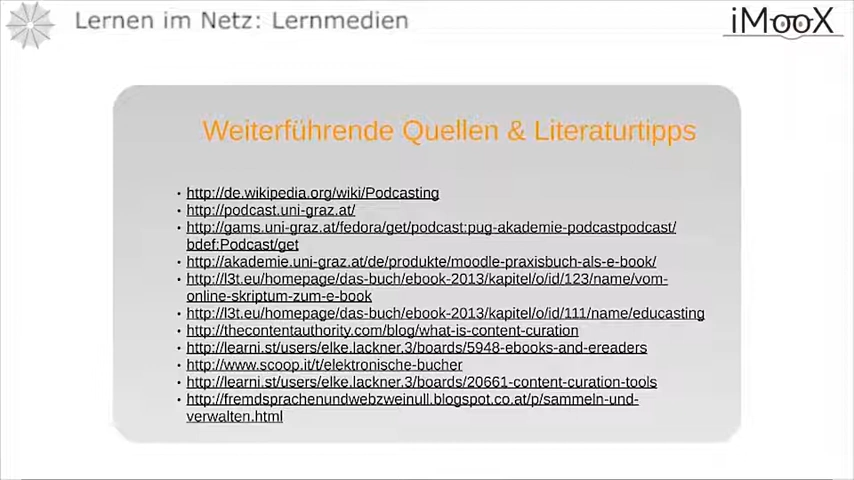 Lernen im Netz: Lernmedien
iMooX
Weiterführende Quellen & Literaturtipps
• http://de.wikipedia.org/wiki/Podcasting
• http://podcast.uni-graz.at/
• http://gams.uni-graz.at/fedora/get/podcast:pug-akademie-podcastpodcast/
bdef:Podcast/get
• http://akademie.uni-graz.at/de/produkte/moodle-praxisbuch-als-e-book/
• http://l3t.eu/homepage/das-buch/ebook-2013/kapitel/o/id/123/name/vom-
online-skriptum-zum-e-book
• http://l3t.eu/homepage/das-buch/ebook-2013/kapitel/o/id/111/name/educasting
• http://thecontentauthority.com/blog/what-is-content-curation
• http://learni.st/users/elke.lackner.3/boards/5948-ebooks-and-ereaders
• http://www.scoop.it/t/elektronische-bucher
• http://learni.st/users/elke.lackner.3/boards/20661-content-curation-tools
• http://fremdsprachenundwebzweinull.blogspot.co.at/p/sammeln-und-
verwalten.html